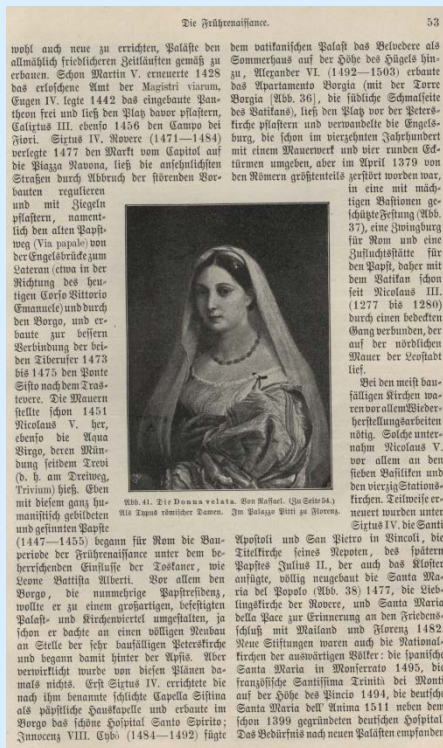 Die Frührenaissance.
53
wohl auch neue zu errichten, Paläste den
allmählich friedlicheren Zeitläuften gemäß zu
erbauen. Schon Martin V. erneuerte 1428
das erloschene Amt der Magistri viarum,
Eugen IV. legte 1442 das eingebaute Pan-
theon frei und ließ den Platz davor pflastern,
Calixtus III. ebenso 1456 den Campo dei
Fiori. Sixtus IV. Rovere (1471—1484)
verlegte 1477 den Markt vom Capitol auf
die Piazza Navona, ließ die ansehnlichsten
Straßen durch Abbruch der störenden Vor-
bauten regulieren
und mit Ziegeln
pflastern, nament-
lich den alten Papst-
weg (Via papale) von
der Engelsbrücke zum
Lateran (etwa in der
Richtung des heu-
tigen Corso Vittorio
Emanuele) und durch
den Borgo, und er-
baute zur bessern
Verbindung der bei-
den Tiberufer 1473
bis 1475 den Ponte
Sisto nach dem Tras-
tevere. Die Mauern
stellte schon 1451
Nicolaus V. her,
ebenso die Aqua
Virgo, deren Mün-
dung seitdem Trevi
(d. h. am Dreiweg,
Trivium) hieß. Eben
mit diesem ganz hu-
manistisch gebildeten
und gesinnten Papste
(1447—1455) begann für Rom die Bau-
periode der Frührenaissance unter dem be-
herrschenden Einflusse der Toskaner, wie
Leone Battista Alberti. Vor allem den
Borgo, die nunmehrige Papstresidenz,
wollte er zu einem großartigen, befestigten
Palast- und Kirchenviertel umgestalten, ja
schon er dachte an einen völligen Neubau
an Stelle der sehr baufälligen Peterskirche
und begann damit hinter der Apsis. Aber
verwirklicht wurde von diesen Plänen da-
mals nichts. Erst Sixtus IV. errichtete die
nach ihm benannte schlichte Capella Sistina
als päpstliche Hauskapelle und erbaute im
Borgo das schöne Hospital Santo Spirito;
Innocenz VIII. Cybò (1484—1492) fügte
Abb. 41. Die Donna velata. Von Raffael. (Zu Seite 54.)
Als Typus römischer Damen. Im Palazzo Pitti zu Florenz.
dem vatikanischen Palast das Belvedere als
Sommerhaus auf der Höhe des Hügels hin-
zu, Alexander VI. (1492—1503) erbaute
das Apartamento Borgia (mit der Torre
Borgia [Abb. 36], die südliche Schmalseite
des Vatikans), ließ den Platz vor der Peters-
kirche pflastern und verwandelte die Engels-
burg, die schon im vierzehnten Jahrhundert
mit einem Mauerwerk und vier runden Eck-
türmen umgeben, aber im April 1379 von
den Römern größtenteils zerstört worden war,
in eine mit mäch-
tigen Bastionen ge-
schützte Festung (Abb.
37), eine Zwingburg
für Rom und eine
Zufluchtsstätte für
den Papst, daher mit
dem Vatikan schon
seit Nicolaus III.
(1277 bis 1280)
durch einen bedeckten
Gang verbunden, der
auf der nördlichen
Mauer der Leostadt
lief.
Bei den meist bau-
fälligen Kirchen wa-
ren vor allem Wieder-
herstellungsarbeiten
nötig. Solche unter-
nahm Nicolaus V.
vor allem an den
sieben Basiliken und
den vierzig Stations-
kirchen. Teilweise er-
neuert wurden unter
Sixtus IV. die Santi
Apostoli und San Pietro in Vincoli, die
Titelkirche seines Nepoten, des spätern
Papstes Julius II., der auch das Kloster
anfügte, völlig neugebaut die Santa Ma-
ria del Popolo (Abb. 38) 1477, die Lieb-
lingskirche der Rovere, und Santa Maria
della Pace zur Erinnerung an den Friedens-
schluß mit Mailand und Florenz 1482.
Neue Stiftungen waren auch die National-
kirchen der auswärtigen Völker: die spanische
Santa Maria in Monserrato 1495, die
französische Santissima Trinità dei Monti
auf der Höhe des Pincio 1494, die deutsche
Santa Maria dell' Anima 1511 neben dem
schon 1399 gegründeten deutschen Hospital.
Das Bedürfnis nach neuen Palästen empfanden